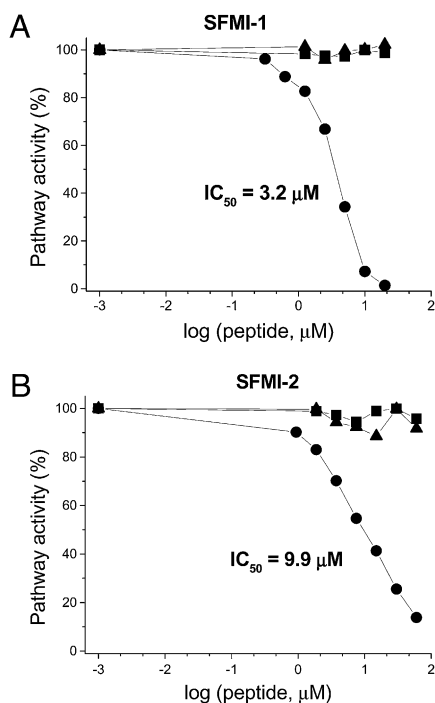 A
SFMI-1
100
80
60
40
20
0
Pathway activity (%)
IC50 = 3.2 μM
-3
-2
-1
0
1
2
log (peptide, μM)
B
SFMI-2
100
80
60
40
20
0
Pathway activity (%)
IC50 = 9.9 μM
-3
-2
-1
0
1
2
log (peptide, μM)